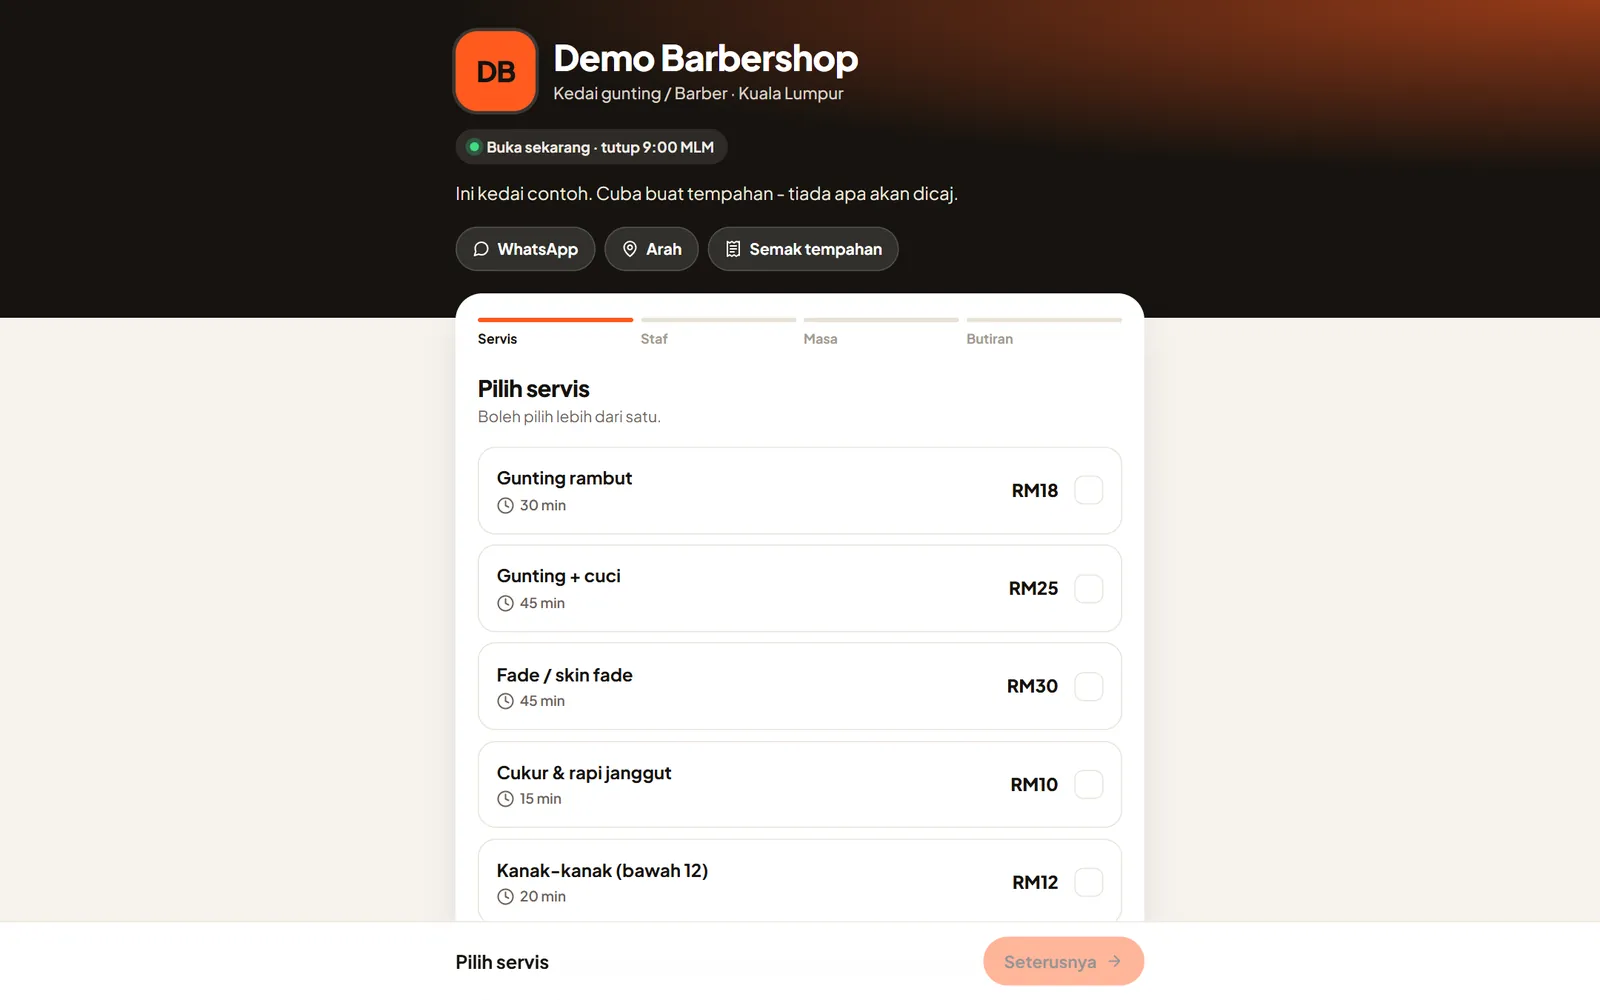 DB
Demo Barbershop
Kedai gunting / Barber · Kuala Lumpur
Buka sekarang · tutup 9:00 MLM
Ini kedai contoh. Cuba buat tempahan - tiada apa akan dicaj.
WhatsApp
Arah
Semak tempahan
Servis
Staf
Masa
Butiran
Pilih servis
Boleh pilih lebih dari satu.
Gunting rambut
30 min
RM18
Gunting + cuci
45 min
RM25
Fade / skin fade
45 min
RM30
Cukur & rapi janggut
15 min
RM10
Kanak-kanak (bawah 12)
20 min
RM12
Pilih servis
Seterusnya →